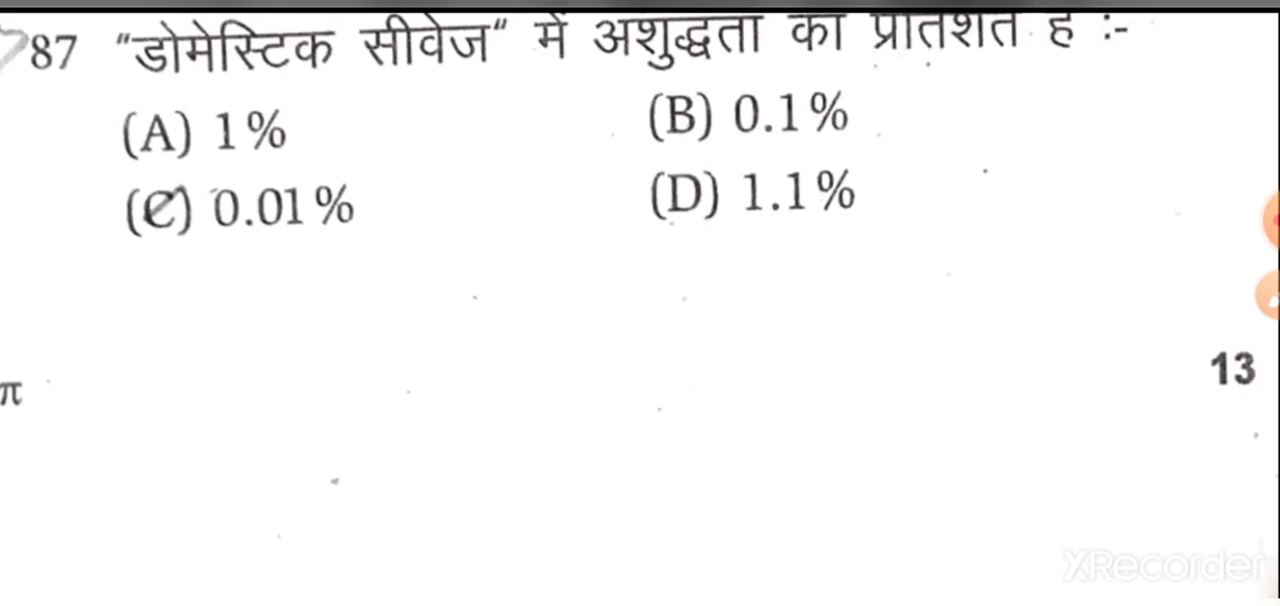 87 "डोमेस्टिक सीवेज" में अशुद्धता का प्रतिशत है :-
(A) 1% (B) 0.1%
(C) 0.01% (D) 1.1%
13
π
XRecorder